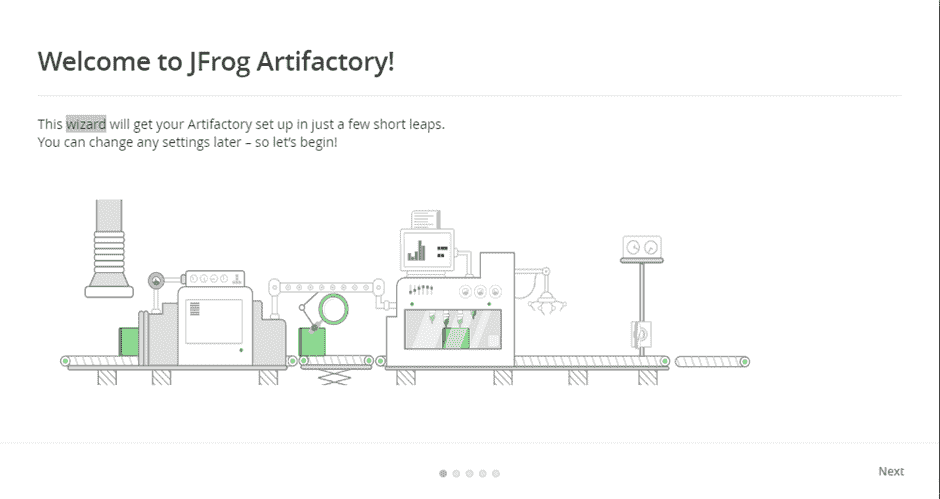 Welcome to JFrog Artifactory!
This wizard will get your Artifactory set up in just a few short leaps.
You can change any settings later – so let's begin!
Next